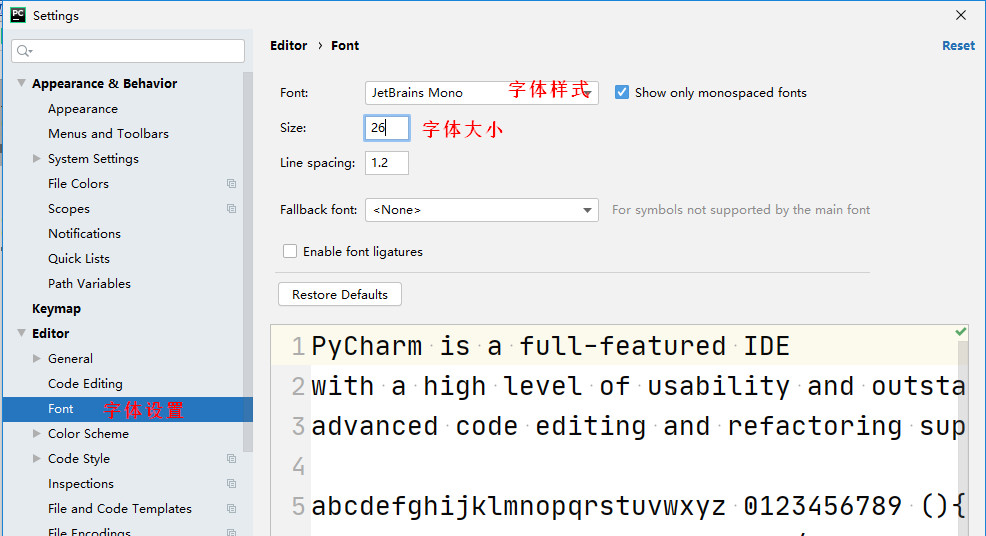 PC Settings
Editor › Font Reset
Appearance & Behavior
Appearance
Menus and Toolbars
System Settings
File Colors
Scopes
Notifications
Quick Lists
Path Variables
Keymap
Editor
General
Code Editing
Font 字体设置
Color Scheme
Code Style
Inspections
File and Code Templates
File Encodings
Font: JetBrains Mono 字体样式 Show only monospaced fonts
Size: 26 字体大小
Line spacing: 1.2
Fallback font: <None> For symbols not supported by the main font
Enable font ligatures
Restore Defaults
1 PyCharm is a full-featured IDE
2 with a high level of usability and outsta
3 advanced code editing and refactoring sup
4
5 abcdefghijklmnopqrstuvwxyz 0123456789 (){